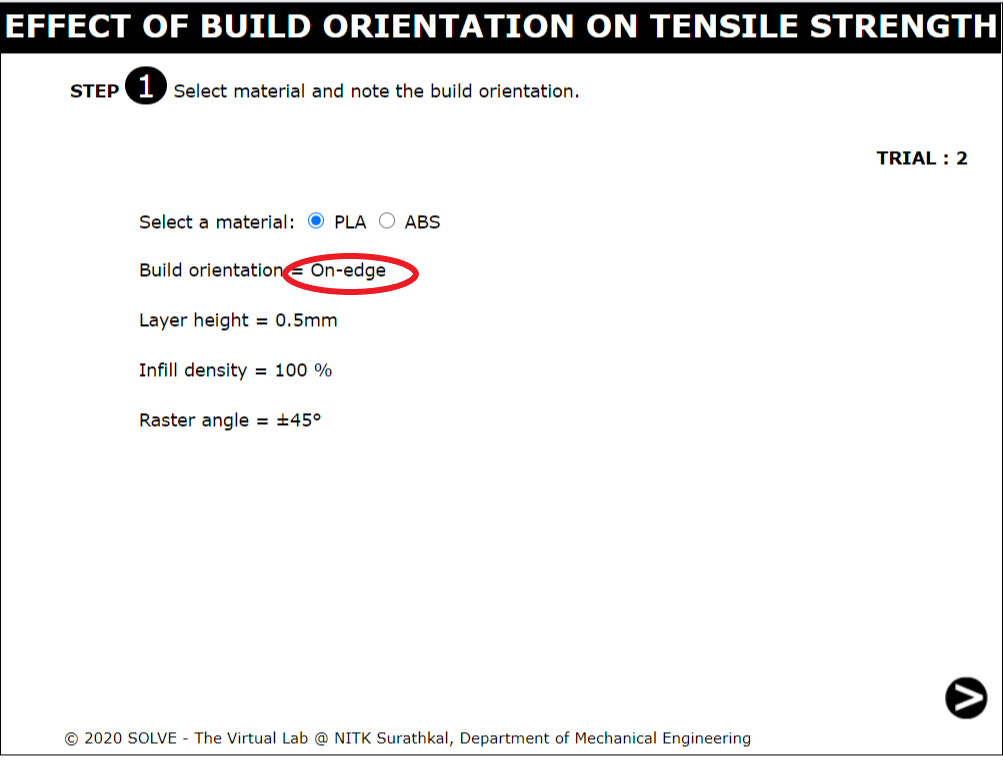 EFFECT OF BUILD ORIENTATION ON TENSILE STRENGTH
STEP 1 Select material and note the build orientation.
TRIAL : 2
Select a material: PLA ABS
Build orientation = On-edge
Layer height = 0.5mm
Infill density = 100 %
Raster angle = ±45°
>
© 2020 SOLVE - The Virtual Lab @ NITK Surathkal, Department of Mechanical Engineering